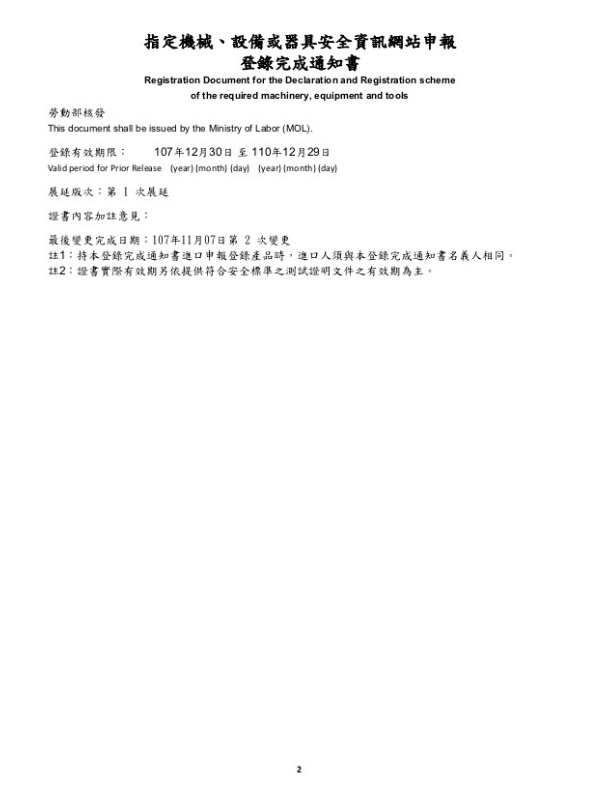 指定機械、設備或器具安全資訊網站申報
登錄完成通知書
Registration Document for the Declaration and Registration scheme
of the required machinery, equipment and tools
勞動部核發
This document shall be issued by the Ministry of Labor (MOL).
登錄有效期限： 107年12月30日 至 110年12月29日
Valid period for Prior Release (year) (month) (day) (year) (month) (day)
展延版次：第 1 次展延
證書內容加註意見：
最後變更完成日期：107年11月07日第 2 次變更
註1：持本登錄完成通知書進口申報登錄產品時，進口人須與本登錄完成通知書名義人相同。
註2：證書實際有效期另依提供符合安全標準之測試證明文件之有效期為主。
2